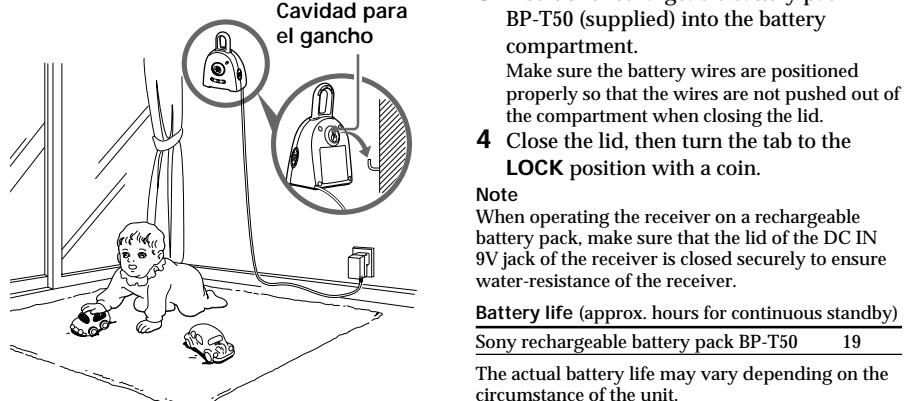 Cavidad para
el gancho
BP-T50 (supplied) into the battery
compartment.
Make sure the battery wires are positioned
properly so that the wires are not pushed out of
the compartment when closing the lid.
4 Close the lid, then turn the tab to the
LOCK position with a coin.
Note
When operating the receiver on a rechargeable
battery pack, make sure that the lid of the DC IN
9V jack of the receiver is closed securely to ensure
water-resistance of the receiver.
Battery life (approx. hours for continuous standby)
Sony rechargeable battery pack BP-T50 19
The actual battery life may vary depending on the
circumstance of the unit.